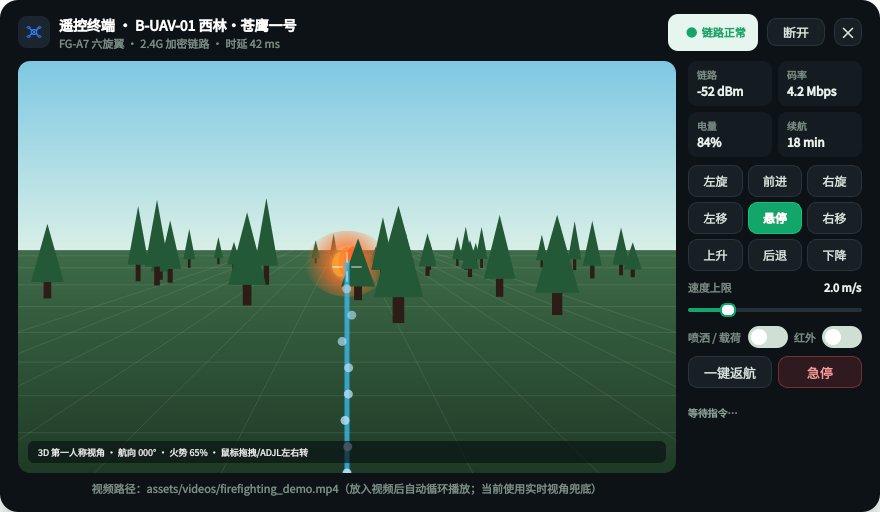 遥控终端 · B-UAV-01 西林·苍鹰一号
FG-A7 六旋翼 · 2.4G 加密链路 · 时延 42 ms
链路正常
断开
链路
-52 dBm
码率
4.2 Mbps
电量
84%
续航
18 min
左旋
前进
右旋
左移
悬停
右移
上升
后退
下降
速度上限
2.0 m/s
喷洒 / 载荷
红外
一键返航
急停
等待指令…
3D 第一人称视角 · 航向 000° · 火势 65% · 鼠标拖拽/ADJL左右转
视频路径：assets/videos/firefighting_demo.mp4（放入视频后自动循环播放；当前使用实时视角兜底）